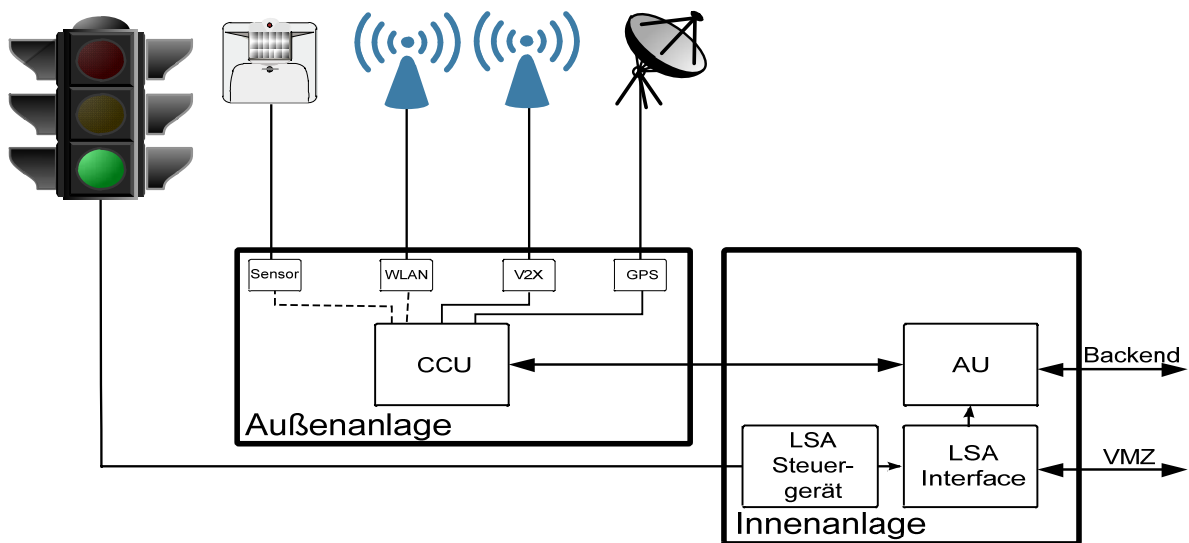 Sensor
WLAN
V2X
GPS
CCU
AU
Backend
Außenanlage
LSA
Steuer-
gerät
LSA
Interface
VMZ
Innenanlage